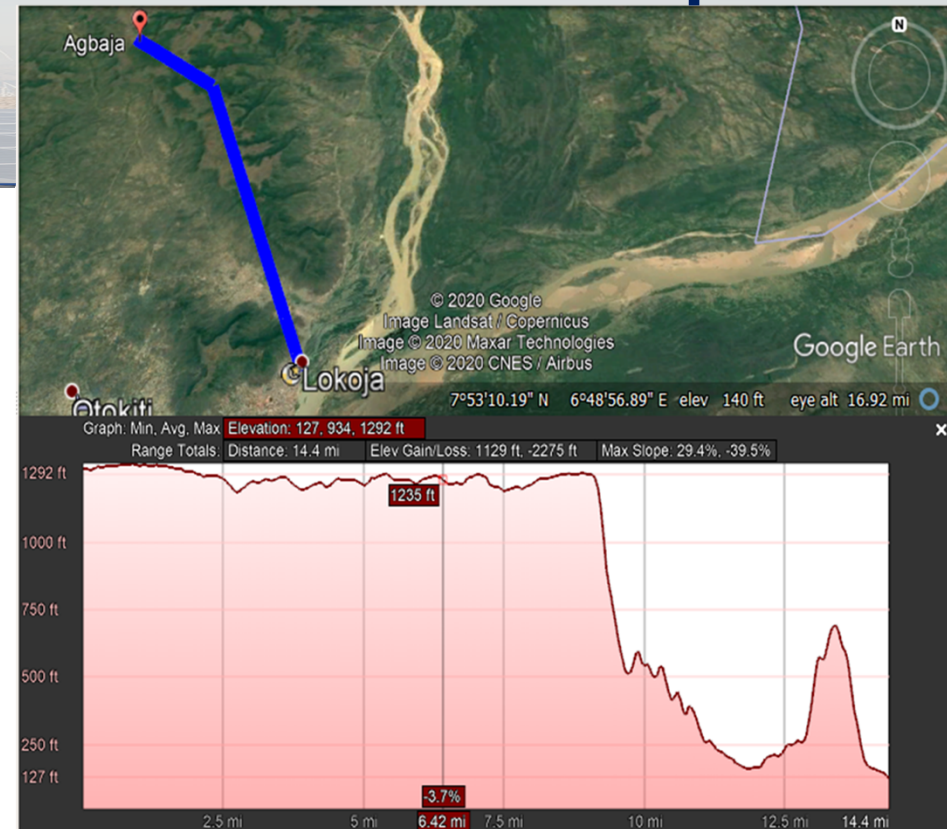 N
Agbaja
© 2020 Google
Image Landsat / Copernicus
Image © 2020 Maxar Technologies
Image © 2020 CNES / Airbus
Google Earth
Lokoja
Otokiti
7°53'10.19" N 6°48'56.89" E elev 140 ft eye alt 16.92 mi
Graph: Min, Avg, Max Elevation: 127, 934, 1292 ft
Range Totals: Distance: 14.4 mi Elev Gain/Loss: 1129 ft, -2275 ft Max Slope: 29.4%, -39.5%
1292 ft
1235 ft
1000 ft
750 ft
500 ft
250 ft
127 ft
-3.7%
2.5 mi 5 mi 6.42 mi 7.5 mi 10 mi 12.5 mi 14.4 mi